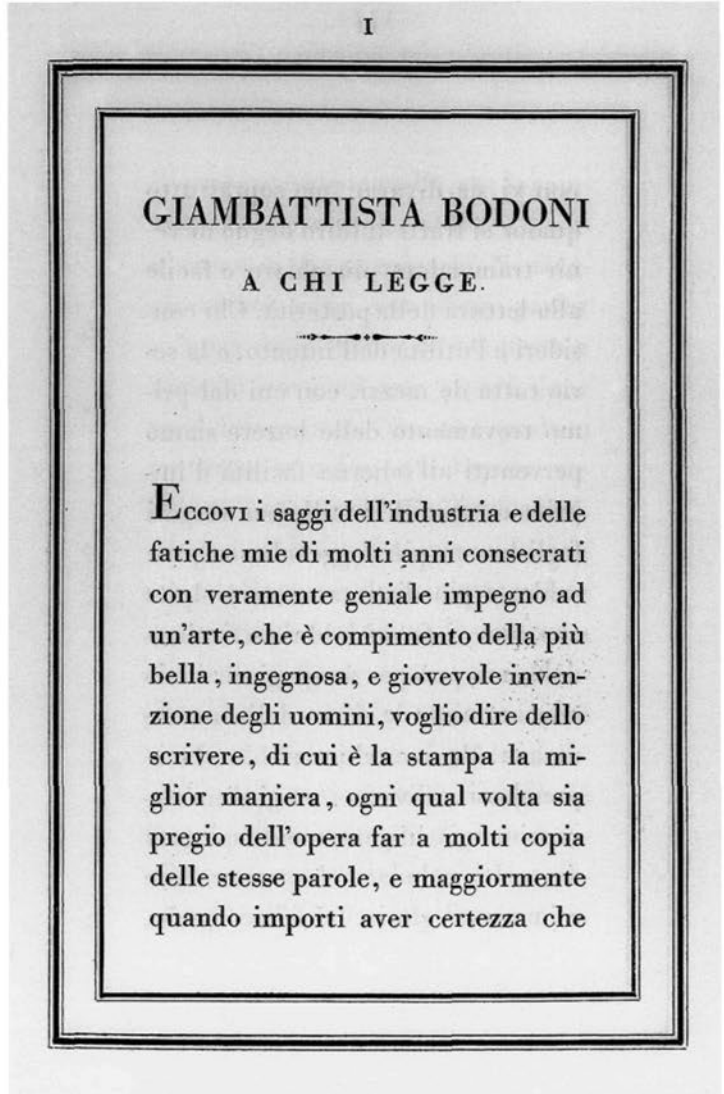 I
GIAMBATTISTA BODONI
A CHI LEGGE.
Eccovi i saggi dell'industria e delle
fatiche mie di molti anni consecrati
con veramente geniale impegno ad
un'arte, che è compimento della più
bella, ingegnosa, e giovevole inven-
zione degli uomini, voglio dire dello
scrivere, di cui è la stampa la mi-
glior maniera, ogni qual volta sia
pregio dell'opera far a molti copia
delle stesse parole, e maggiormente
quando importi aver certezza che